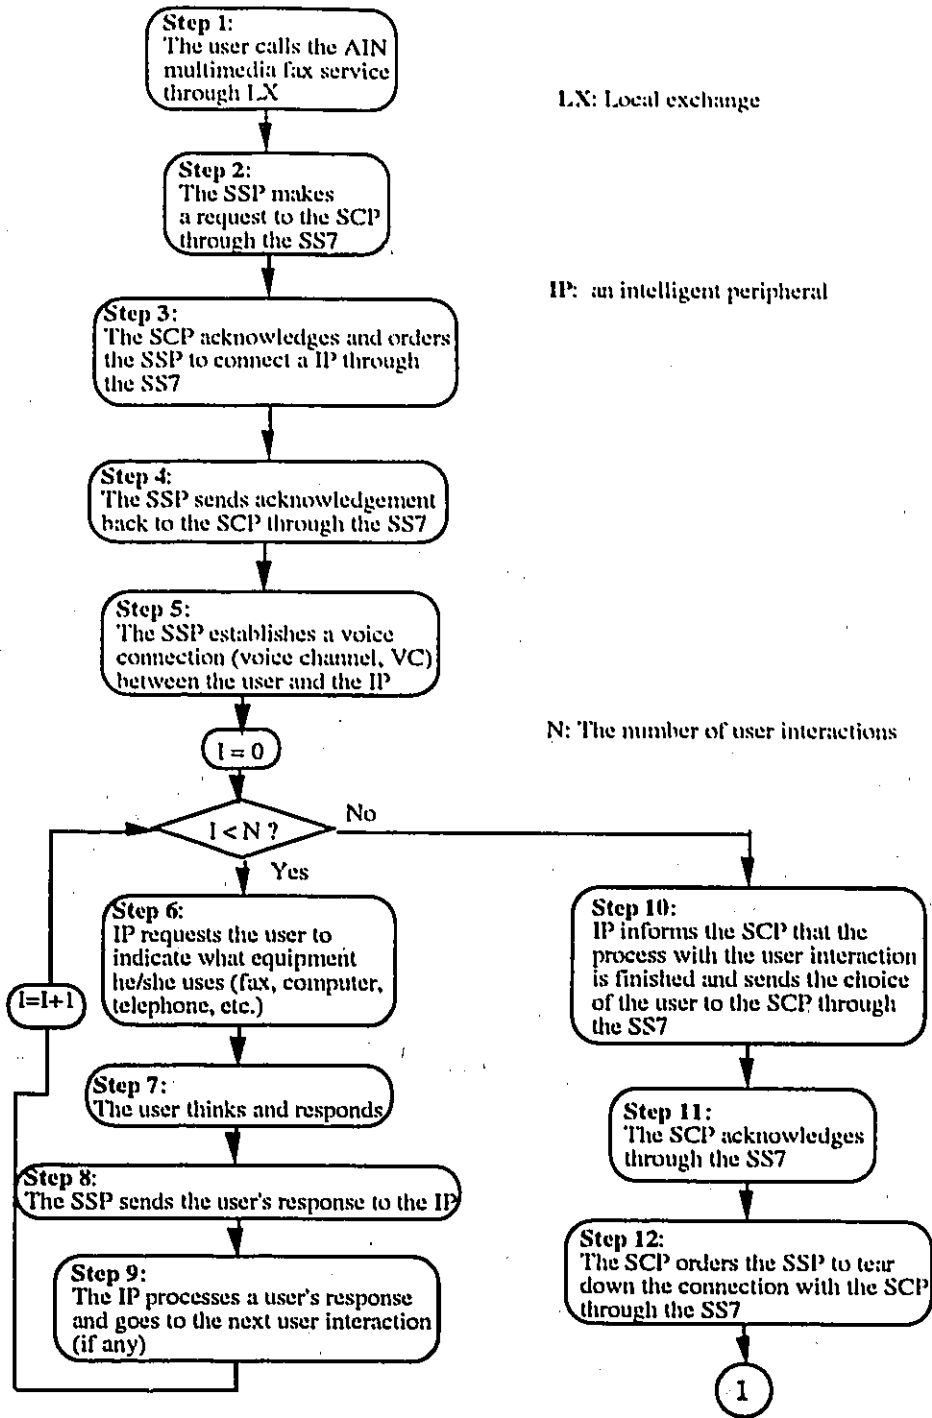 Step 1:
The user calls the AIN
multimedia fax service
through LX
LX: Local exchange
Step 2:
The SSP makes
a request to the SCP
through the SS7
IP: an intelligent peripheral
Step 3:
The SCP acknowledges and orders
the SSP to connect a IP through
the SS7
Step 4:
The SSP sends acknowledgement
back to the SCP through the SS7
Step 5:
The SSP establishes a voice
connection (voice channel, VC)
between the user and the IP
N: The number of user interactions
I = 0
I < N ?
No
Yes
Step 6:
IP requests the user to
indicate what equipment
he/she uses (fax, computer,
telephone, etc.)
I=I+1
Step 7:
The user thinks and responds
Step 8:
The SSP sends the user's response to the IP
Step 9:
The IP processes a user's response
and goes to the next user interaction
(if any)
Step 10:
IP informs the SCP that the
process with the user interaction
is finished and sends the choice
of the user to the SCP through
the SS7
Step 11:
The SCP acknowledges
through the SS7
Step 12:
The SCP orders the SSP to tear
down the connection with the SCP
through the SS7
1